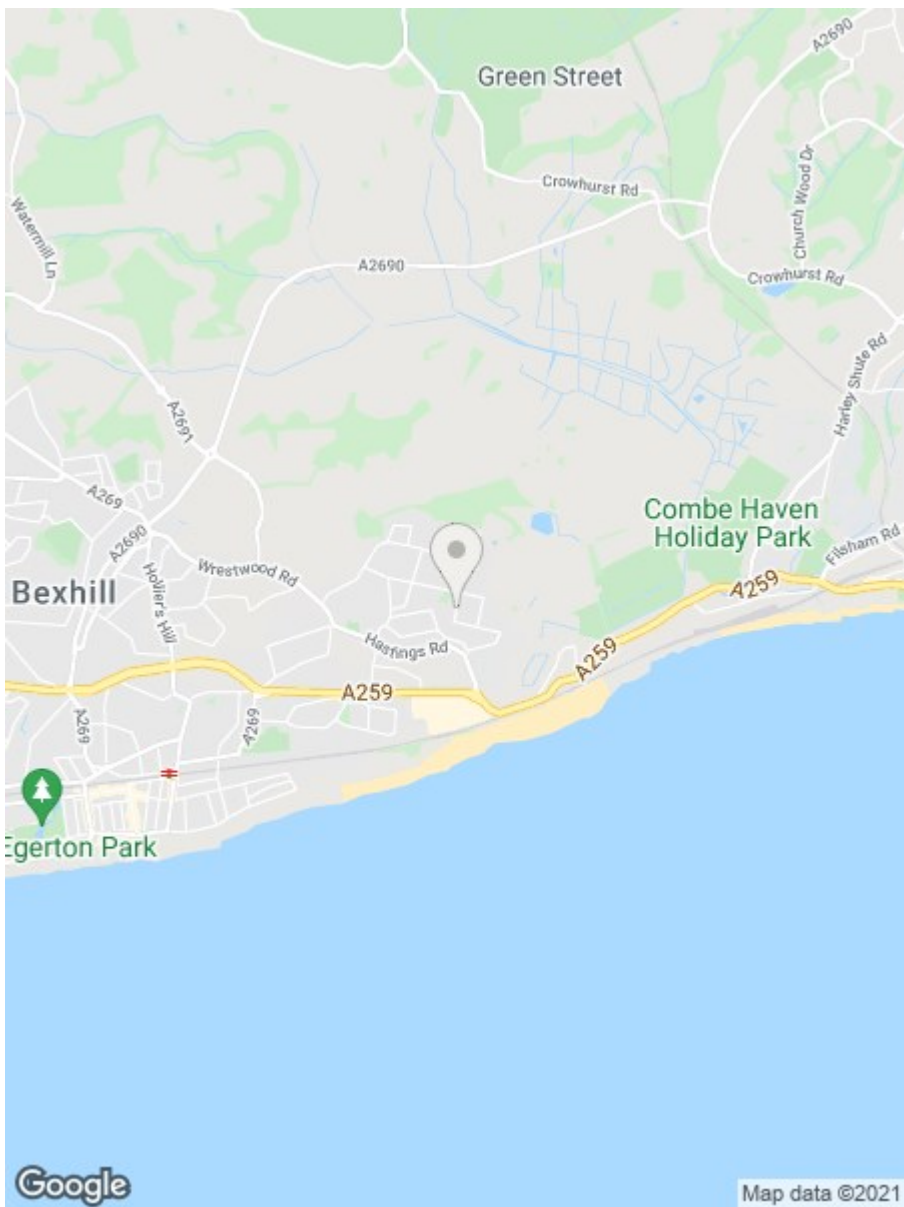 A2690
Green Street
Crowhurst Rd
Church Wood Dr
Watermill Ln
A2690
Crowhurst Rd
Harley Shute Rd
A2691
A269
A2690
Combe Haven
Holiday Park
Filsham Rd
Wrestwood Rd
Bexhill
Hollier's Hill
A259
Hastings Rd
A259
A259
A269
A269
Egerton Park
Google
Map data ©2021